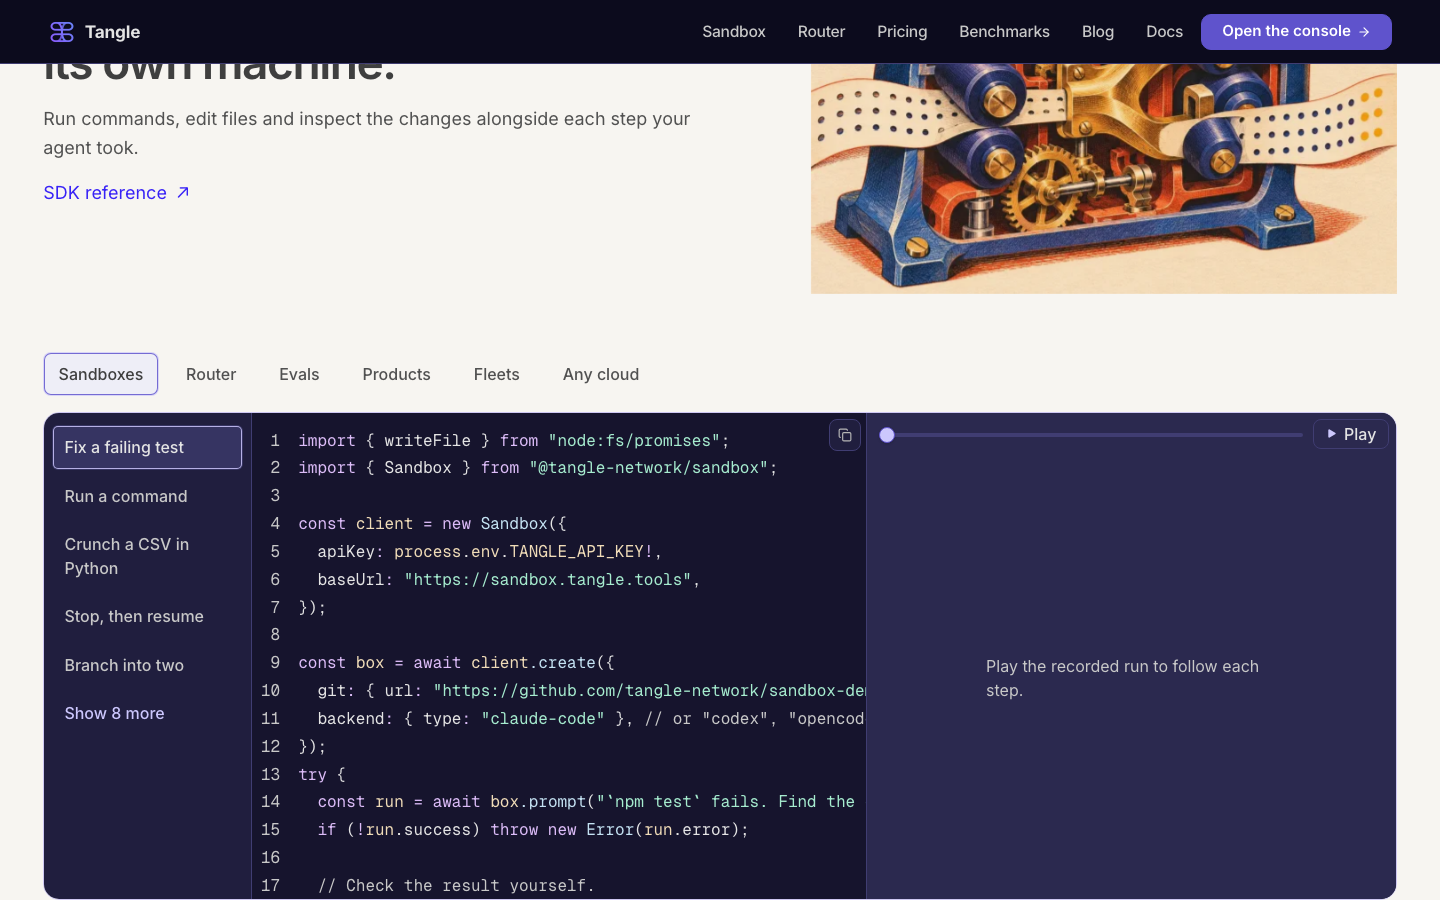 Tangle
Sandbox Router Pricing Benchmarks Blog Docs Open the console →
its own machine.
Run commands, edit files and inspect the changes alongside each step your
agent took.
SDK reference ↗
Sandboxes Router Evals Products Fleets Any cloud
Fix a failing test
Run a command
Crunch a CSV in
Python
Stop, then resume
Branch into two
Show 8 more
1 import { writeFile } from "node:fs/promises";
2 import { Sandbox } from "@tangle-network/sandbox";
3
4 const client = new Sandbox({
5   apiKey: process.env.TANGLE_API_KEY!,
6   baseUrl: "https://sandbox.tangle.tools",
7 });
8
9 const box = await client.create({
10   git: { url: "https://github.com/tangle-network/sandbox-de
11   backend: { type: "claude-code" }, // or "codex", "opencod
12 });
13 try {
14   const run = await box.prompt("`npm test` fails. Find the
15   if (!run.success) throw new Error(run.error);
16
17   // Check the result yourself.
Play
Play the recorded run to follow each
step.